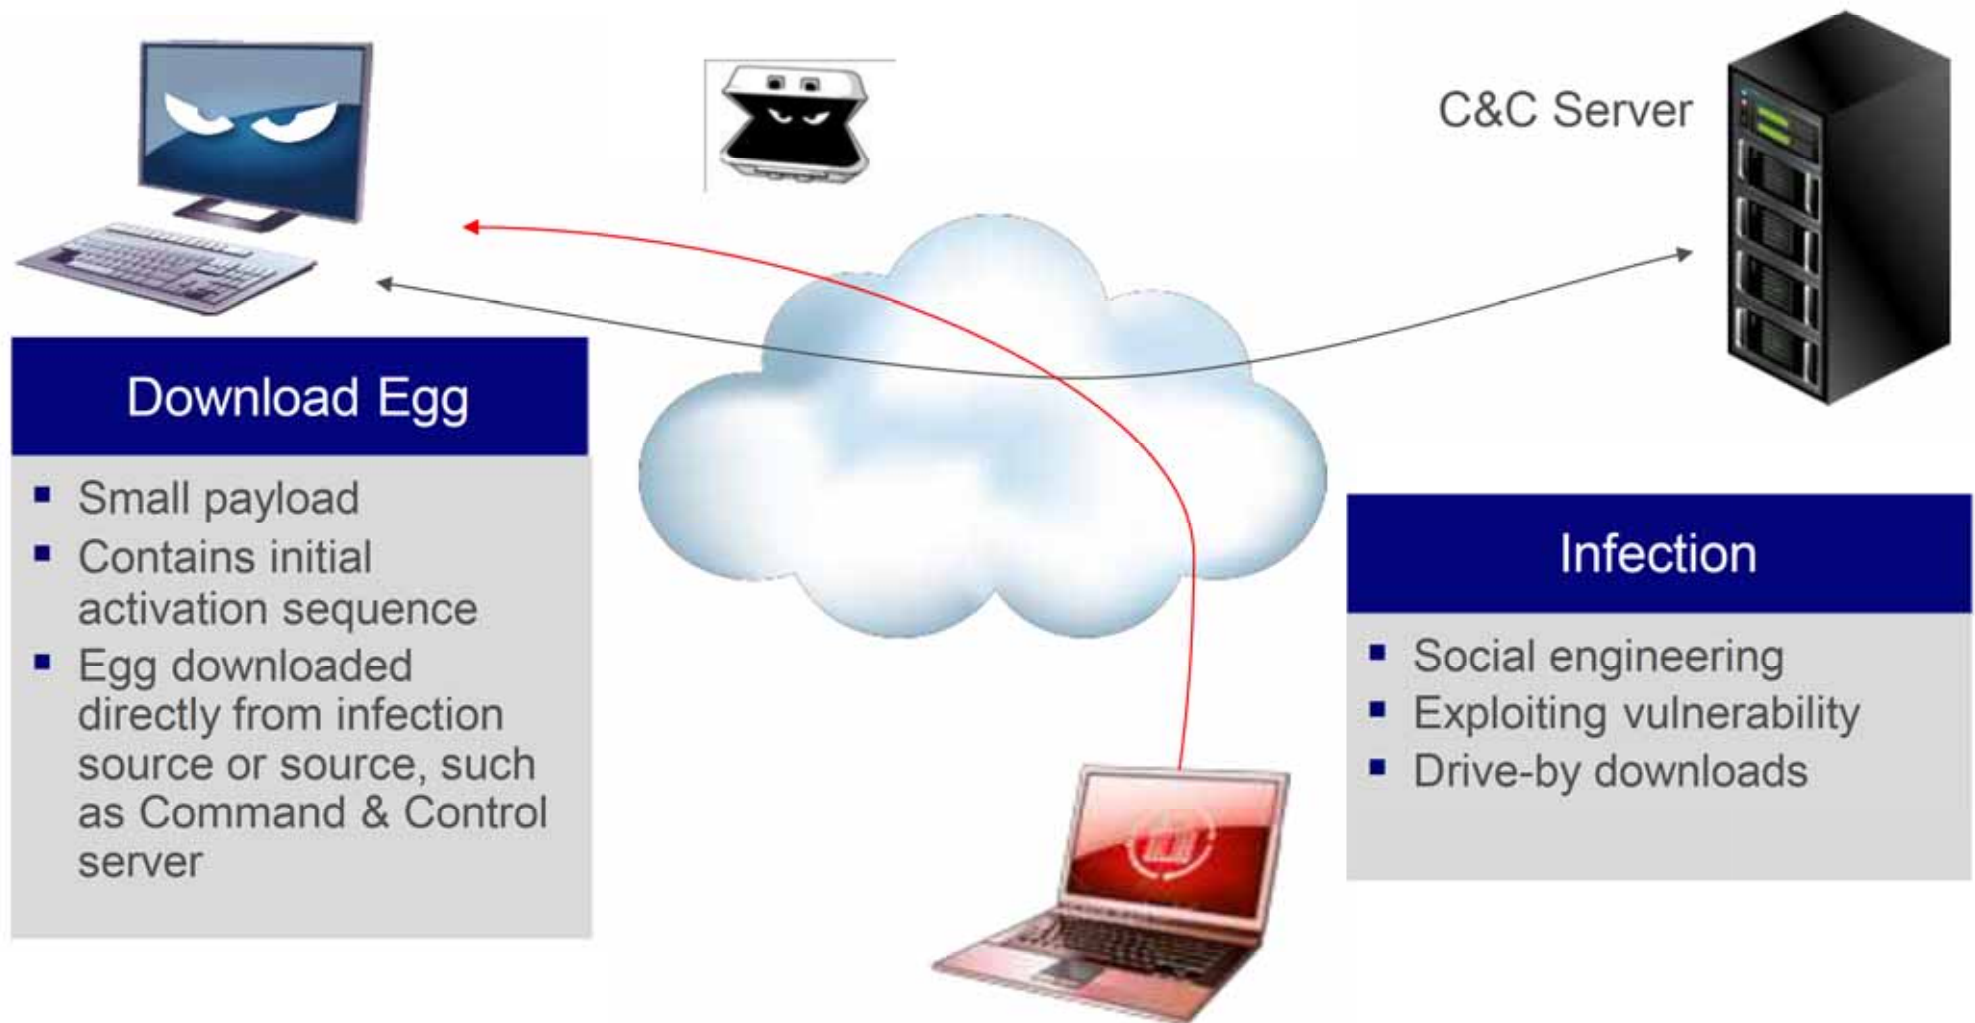 C&C Server
Download Egg
▪ Small payload
▪ Contains initial
activation sequence
▪ Egg downloaded
directly from infection
source or source, such
as Command & Control
server
Infection
▪ Social engineering
▪ Exploiting vulnerability
▪ Drive-by downloads